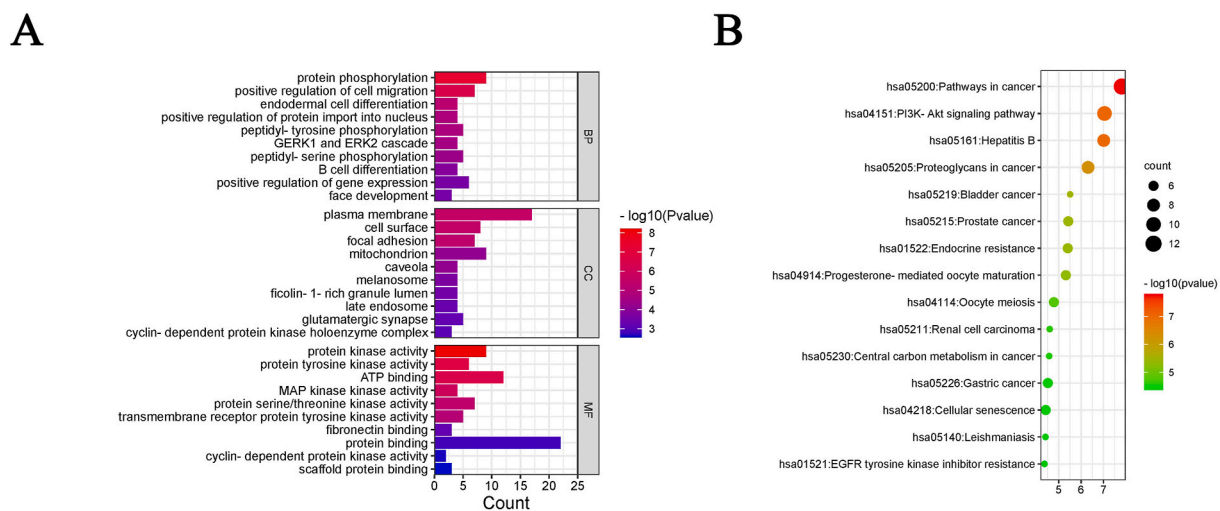 A
protein phosphorylation
positive regulation of cell migration
endodermal cell differentiation
positive regulation of protein import into nucleus
peptidyl- tyrosine phosphorylation
GERK1 and ERK2 cascade
peptidyl- serine phosphorylation
B cell differentiation
positive regulation of gene expression
face development
BP
plasma membrane
cell surface
focal adhesion
mitochondrion
caveola
melanosome
ficolin- 1- rich granule lumen
late endosome
glutamatergic synapse
cyclin- dependent protein kinase holoenzyme complex
CC
protein kinase activity
protein tyrosine kinase activity
ATP binding
MAP kinase kinase activity
protein serine/threonine kinase activity
transmembrane receptor protein tyrosine kinase activity
fibronectin binding
protein binding
cyclin- dependent protein kinase activity
scaffold protein binding
MF
0 5 10 15 20 25
Count
- log10(Pvalue)
8
7
6
5
4
3
B
hsa05200:Pathways in cancer
hsa04151:PI3K- Akt signaling pathway
hsa05161:Hepatitis B
hsa05205:Proteoglycans in cancer
hsa05219:Bladder cancer
hsa05215:Prostate cancer
hsa01522:Endocrine resistance
hsa04914:Progesterone- mediated oocyte maturation
hsa04114:Oocyte meiosis
hsa05211:Renal cell carcinoma
hsa05230:Central carbon metabolism in cancer
hsa05226:Gastric cancer
hsa04218:Cellular senescence
hsa05140:Leishmaniasis
hsa01521:EGFR tyrosine kinase inhibitor resistance
5 6 7
count
6
8
10
12
- log10(pvalue)
7
6
5